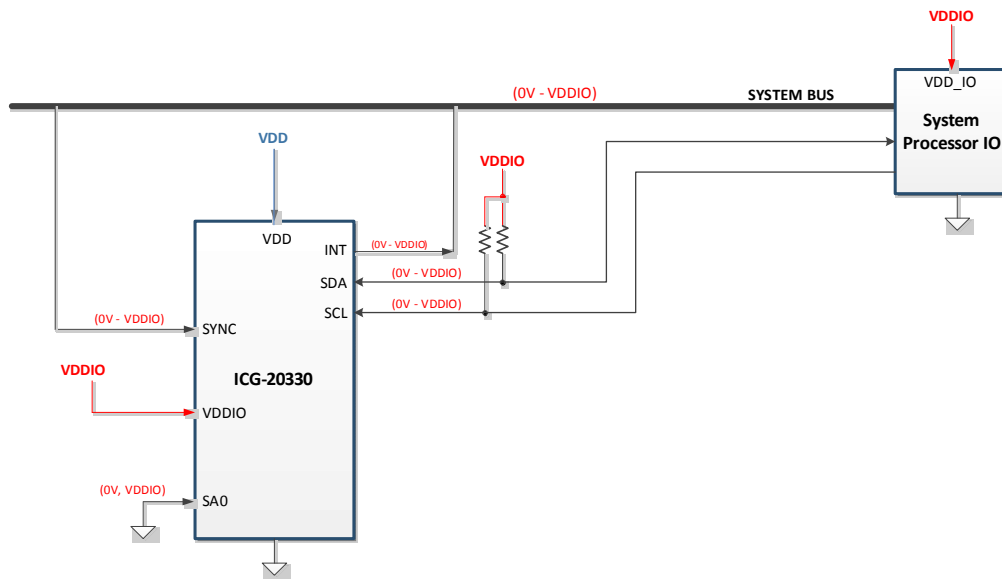 VDDIO
VDD_IO
System
Processor IO
(0V - VDDIO)
SYSTEM BUS
VDD
VDDIO
VDD
INT
(0V - VDDIO)
SDA
(0V - VDDIO)
SCL
(0V - VDDIO)
(0V - VDDIO)
SYNC
ICG-20330
VDDIO
VDDIO
(0V, VDDIO)
SA0